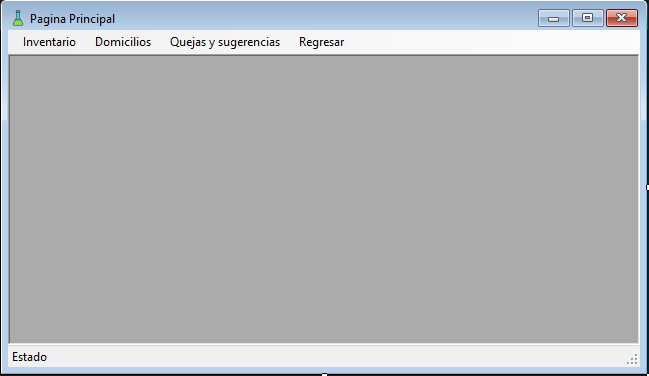 Pagina Principal
Inventario Domicilios Quejas y sugerencias Regresar
Estado